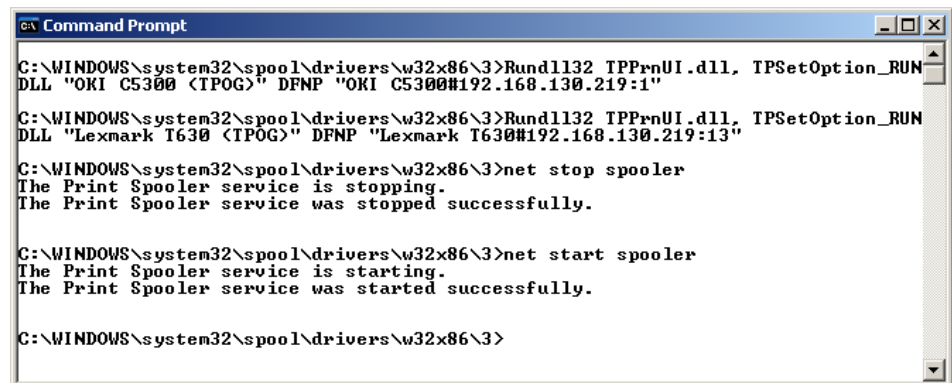 Command Prompt
C:\WINDOWS\system32\spool\drivers\w32x86\3>Rundll32 TPPrnUI.dll, TPSetOption_RUN
DLL "OKI C5300 (TPOG)" DFNP "OKI C5300#192.168.130.219:1"
C:\WINDOWS\system32\spool\drivers\w32x86\3>Rundll32 TPPrnUI.dll, TPSetOption_RUN
DLL "Lexmark T630 (TPOG)" DFNP "Lexmark T630#192.168.130.219:13"
C:\WINDOWS\system32\spool\drivers\w32x86\3>net stop spooler
The Print Spooler service is stopping.
The Print Spooler service was stopped successfully.
C:\WINDOWS\system32\spool\drivers\w32x86\3>net start spooler
The Print Spooler service is starting.
The Print Spooler service was started successfully.
C:\WINDOWS\system32\spool\drivers\w32x86\3>